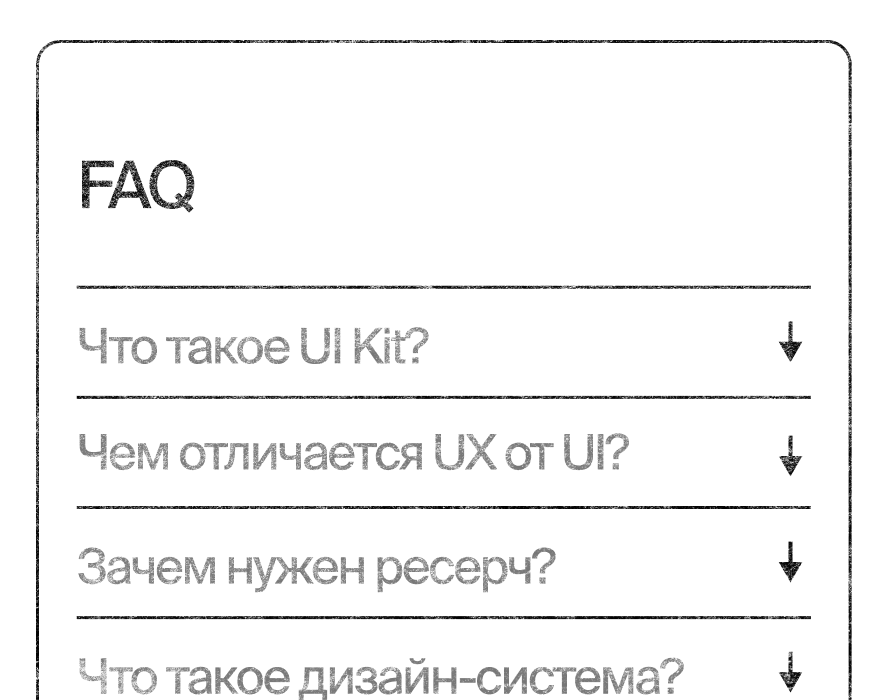 FAQ
Что такое UI Kit?
Чем отличается UX от UI?
Зачем нужен ресерч?
Что такое дизайн-система?